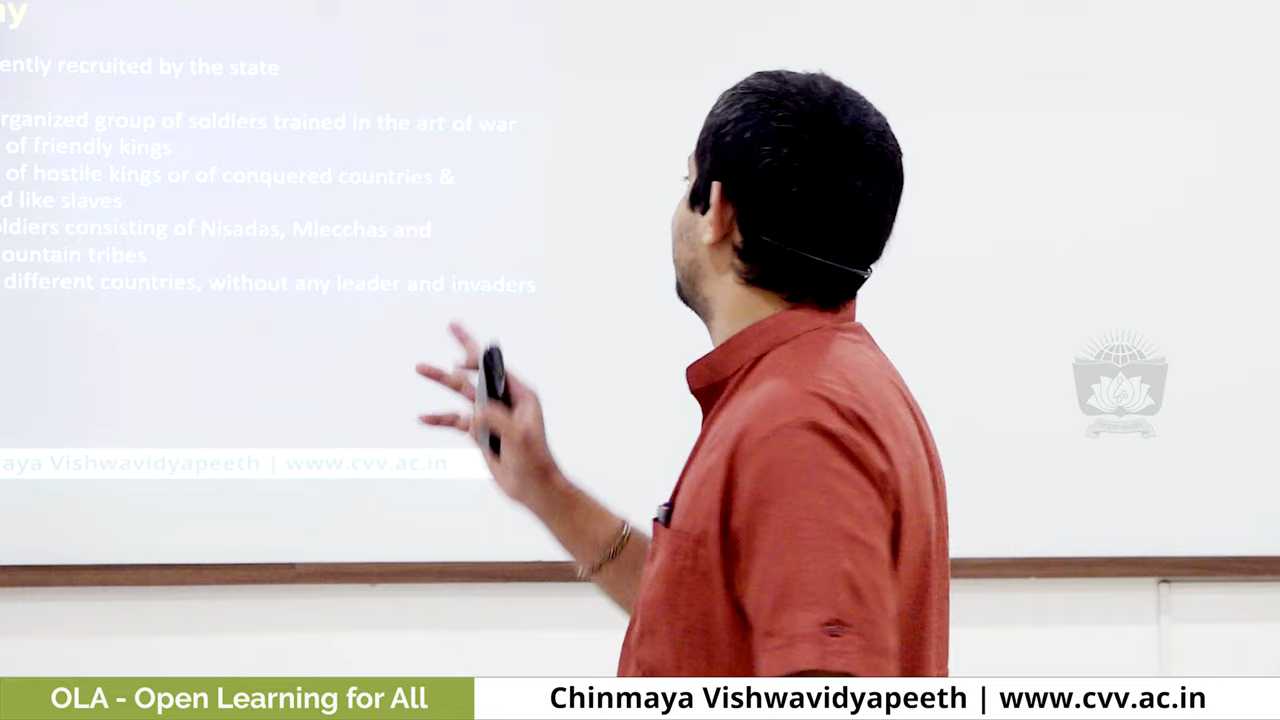 ny
ently recruited by the state
rganized group of soldiers trained in the art of war
of friendly kings
of hostile kings or of conquered countries &
d like slaves
oldiers consisting of Nisadas, Mlecchas and
ountain tribes
different countries, without any leader and invaders
aya Vishwavidyapeeth | www.cvv.ac.in
OLA - Open Learning for All
Chinmaya Vishwavidyapeeth | www.cvv.ac.in